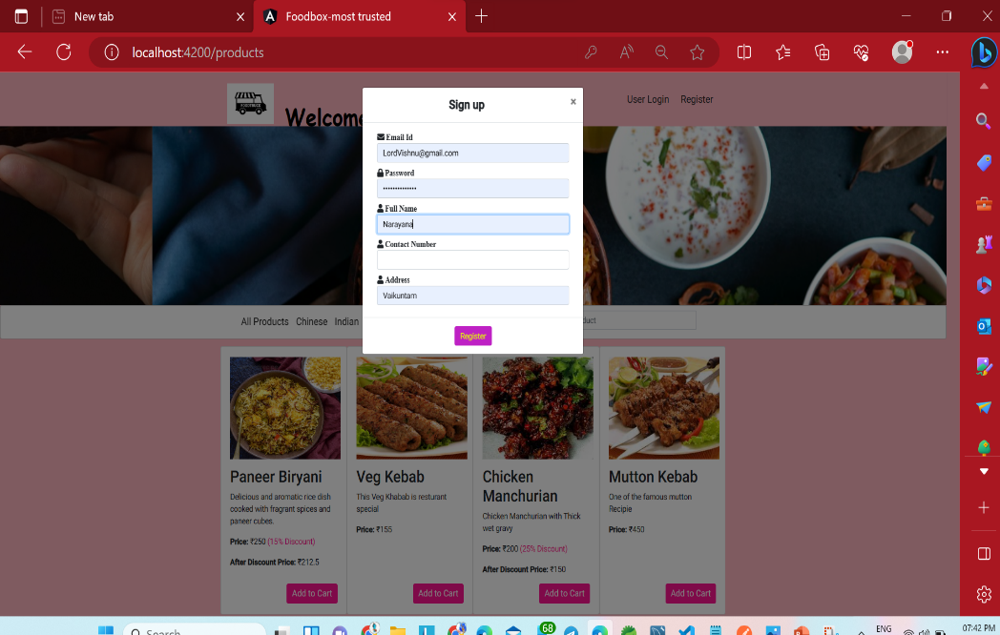 New tab
Foodbox-most trusted
localhost:4200/products
Welcome
User Login Register
Sign up
×
Email Id
LordVishnu@gmail.com
Password
••••••••••••••
Full Name
Narayana
Contact Number
Address
Vaikuntam
Register
All Products Chinese Indian
Paneer Biryani
Delicious and aromatic rice dish
cooked with fragrant spices and
paneer cubes.
Price: ₹250 (15% Discount)
After Discount Price: ₹212.5
Add to Cart
Veg Kebab
This Veg Khabab is resturant
special
Price: ₹155
Add to Cart
Chicken
Manchurian
Chicken Manchurian with Thick
wet gravy
Price: ₹200 (25% Discount)
After Discount Price: ₹150
Add to Cart
Mutton Kebab
One of the famous mutton
Recipie
Price: ₹450
Add to Cart
Search
68
ENG
07:42 PM